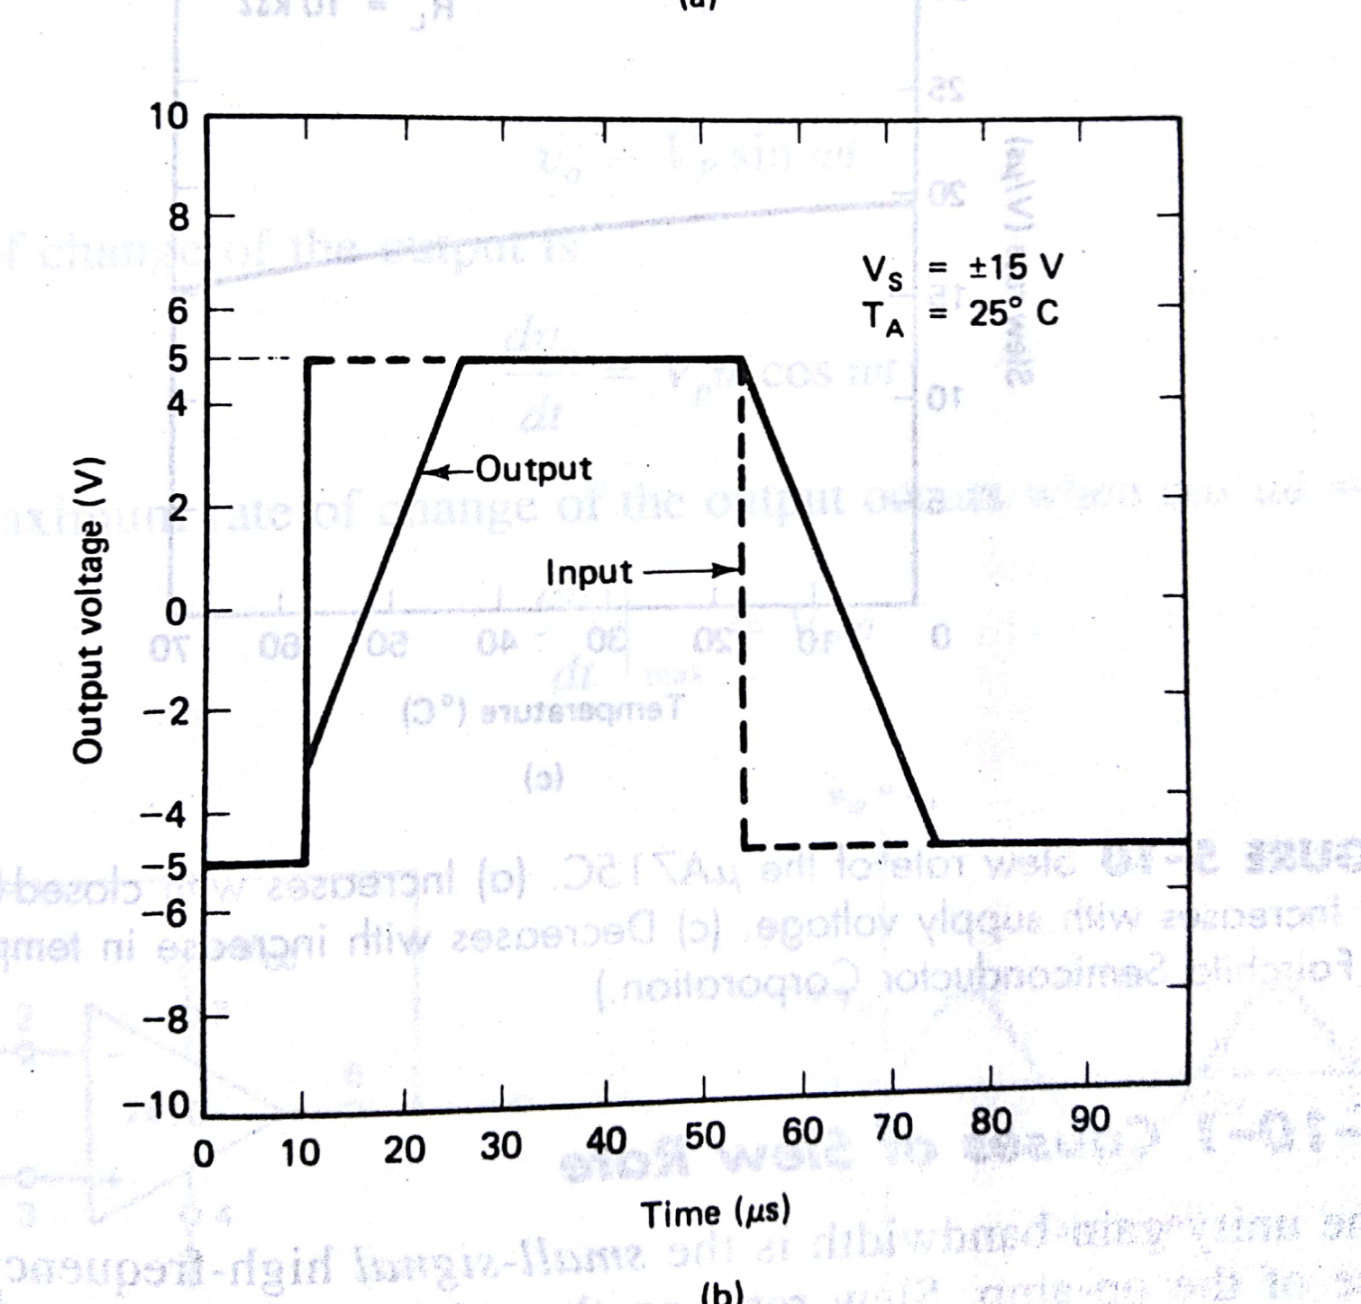 (a)
10
8
V_S = ±15 V
T_A = 25° C
6
5
4
Output
2
Input
0
−2
−4
−5
−6
−8
−10
Output voltage (V)
0 10 20 30 40 50 60 70 80 90
Time (μs)
(b)